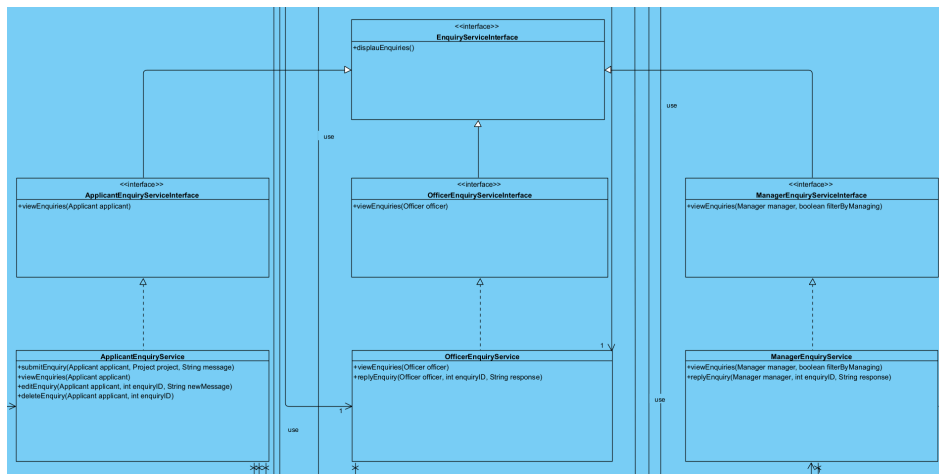 <<interface>>
EnquiryServiceInterface
+displauEnquiries()
use
use
<<interface>>
ApplicantEnquiryServiceInterface
+viewEnquiries(Applicant applicant)
<<interface>>
OfficerEnquiryServiceInterface
+viewEnquiries(Officer officer)
<<interface>>
ManagerEnquiryServiceInterface
+viewEnquiries(Manager manager, boolean filterByManaging)
1
ApplicantEnquiryService
+submitEnquiry(Applicant applicant, Project project, String message)
+viewEnquiries(Applicant applicant)
+editEnquiry(Applicant applicant, int enquiryID, String newMessage)
+deleteEnquiry(Applicant applicant, int enquiryID)
OfficerEnquiryService
+viewEnquiries(Officer officer)
+replyEnquiry(Officer officer, int enquiryID, String response)
ManagerEnquiryService
+viewEnquiries(Manager manager, boolean filterByManaging)
+replyEnquiry(Manager manager, int enquiryID, String response)
1
use
use